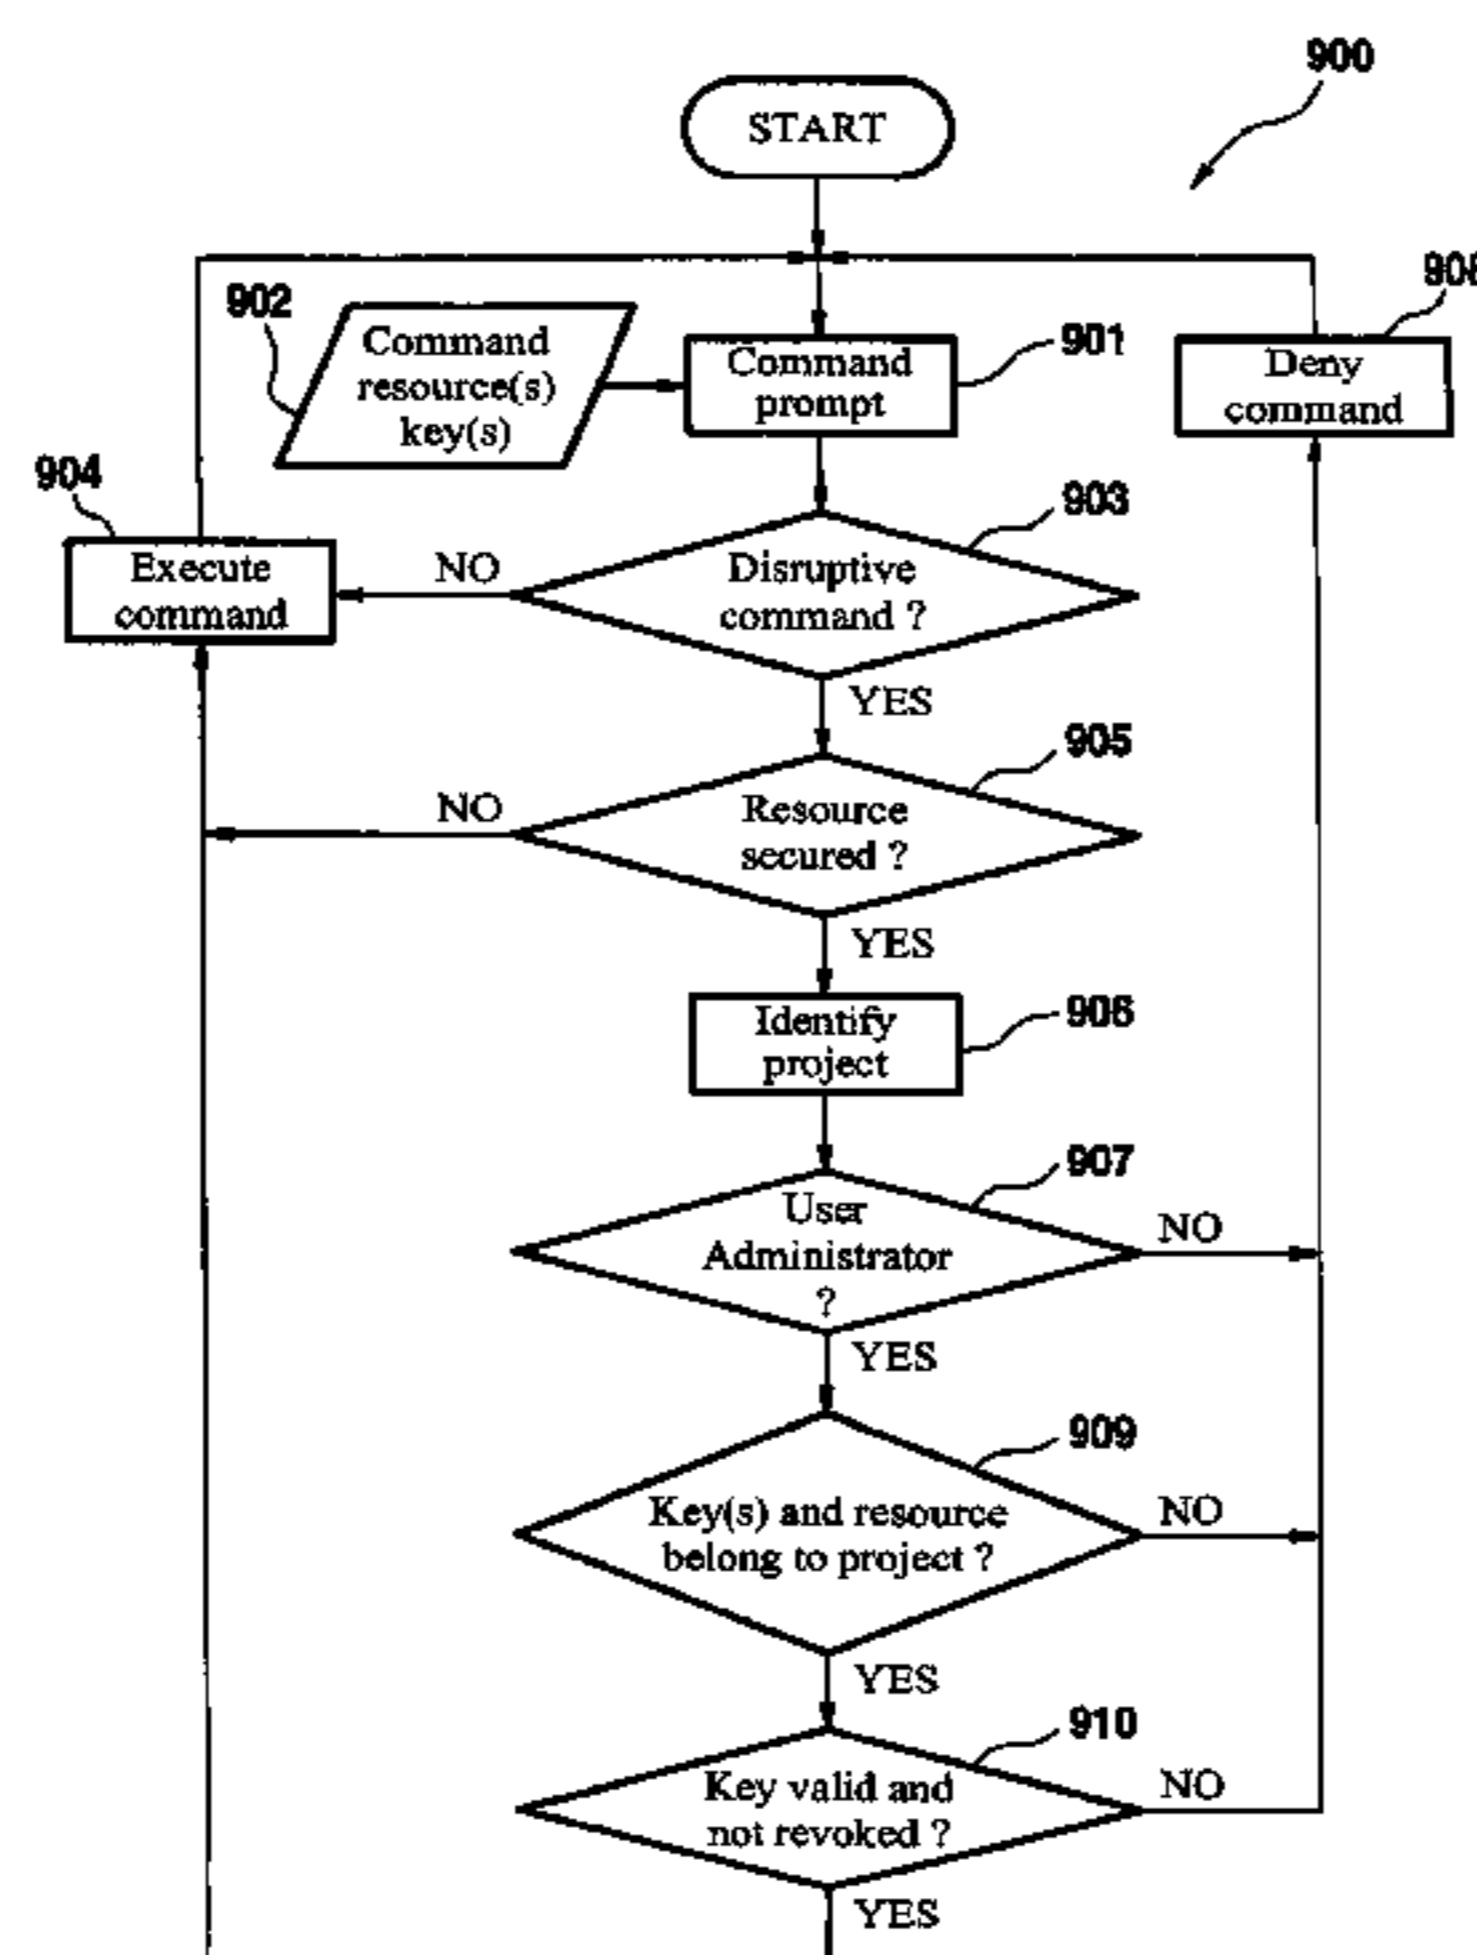 900
START
902
Command
resource(s)
key(s)
Command
prompt
901
Deny
command
904
Execute
command
NO
903
Disruptive
command ?
YES
905
NO
Resource
secured ?
YES
Identify
project
906
907
User
Administrator
?
NO
YES
909
Key(s) and resource
belong to project ?
NO
YES
910
Key valid and
not revoked ?
NO
YES